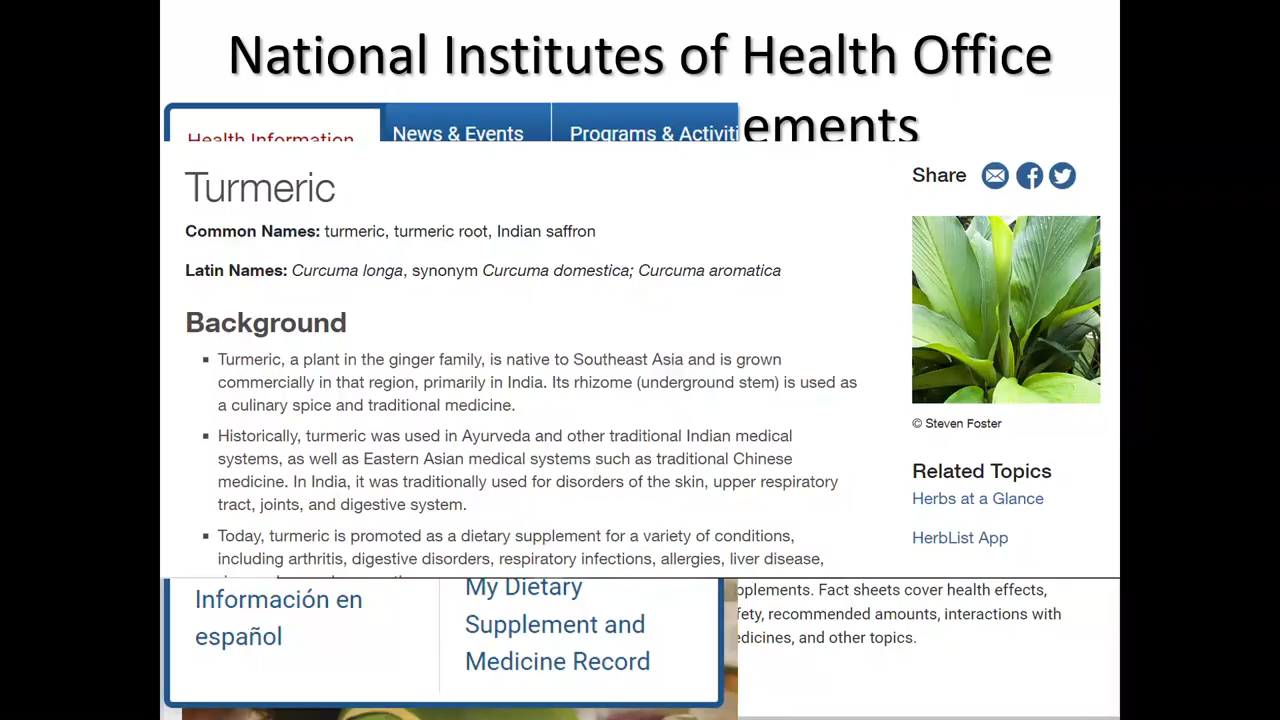 National Institutes of Health Office
ements
Health Information
News & Events
Programs & Activiti
Turmeric
Share
Common Names: turmeric, turmeric root, Indian saffron
Latin Names: Curcuma longa, synonym Curcuma domestica; Curcuma aromatica
Background
▪ Turmeric, a plant in the ginger family, is native to Southeast Asia and is grown
commercially in that region, primarily in India. Its rhizome (underground stem) is used as
a culinary spice and traditional medicine.
▪ Historically, turmeric was used in Ayurveda and other traditional Indian medical
systems, as well as Eastern Asian medical systems such as traditional Chinese
medicine. In India, it was traditionally used for disorders of the skin, upper respiratory
tract, joints, and digestive system.
▪ Today, turmeric is promoted as a dietary supplement for a variety of conditions,
including arthritis, digestive disorders, respiratory infections, allergies, liver disease,
© Steven Foster
Related Topics
Herbs at a Glance
HerbList App
Información en
español
My Dietary
Supplement and
Medicine Record
pplements. Fact sheets cover health effects,
fety, recommended amounts, interactions with
edicines, and other topics.